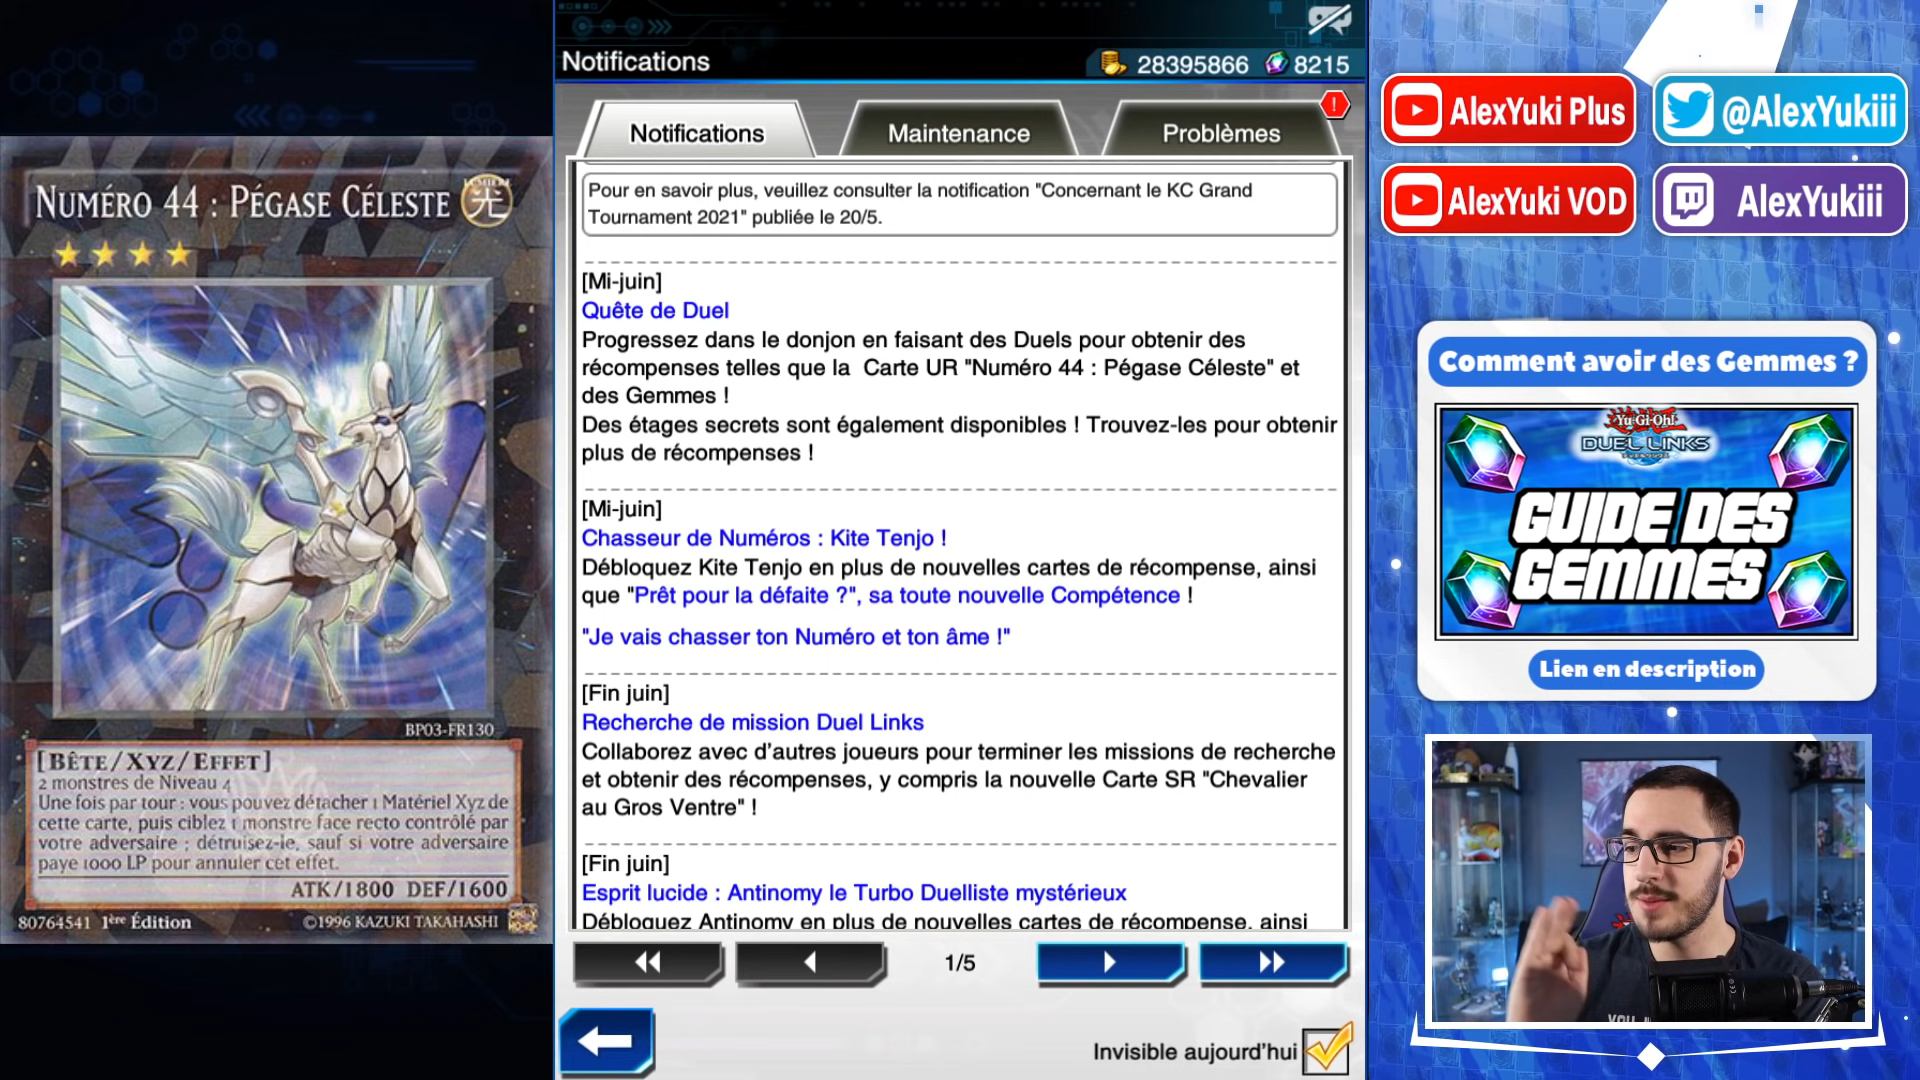 Numéro 44 : Pégase Céleste
LUMIÈRE
光
BP03-FR130
[Bête/Xyz/Effet]
2 monstres de Niveau 4
Une fois par tour : vous pouvez détacher 1 Matériel Xyz de
cette carte, puis ciblez 1 monstre face recto contrôlé par
votre adversaire ; détruisez-le, sauf si votre adversaire
paye 1000 LP pour annuler cet effet.
ATK/1800 DEF/1600
80764541 1ère Édition
©1996 KAZUKI TAKAHASHI
Notifications
28395866
8215
Notifications
Maintenance
Problèmes
!
Pour en savoir plus, veuillez consulter la notification "Concernant le KC Grand
Tournament 2021" publiée le 20/5.
[Mi-juin]
Quête de Duel
Progressez dans le donjon en faisant des Duels pour obtenir des
récompenses telles que la Carte UR "Numéro 44 : Pégase Céleste" et
des Gemmes !
Des étages secrets sont également disponibles ! Trouvez-les pour obtenir
plus de récompenses !
[Mi-juin]
Chasseur de Numéros : Kite Tenjo !
Débloquez Kite Tenjo en plus de nouvelles cartes de récompense, ainsi
que "Prêt pour la défaite ?", sa toute nouvelle Compétence !
"Je vais chasser ton Numéro et ton âme !"
[Fin juin]
Recherche de mission Duel Links
Collaborez avec d'autres joueurs pour terminer les missions de recherche
et obtenir des récompenses, y compris la nouvelle Carte SR "Chevalier
au Gros Ventre" !
[Fin juin]
Esprit lucide : Antinomy le Turbo Duelliste mystérieux
Débloquez Antinomy en plus de nouvelles cartes de récompense, ainsi
1/5
Invisible aujourd'hui
AlexYuki Plus
@AlexYukiii
AlexYuki VOD
AlexYukiii
Comment avoir des Gemmes ?
Yu-Gi-Oh!
DUEL LINKS
GUIDE DES
GEMMES
Lien en description